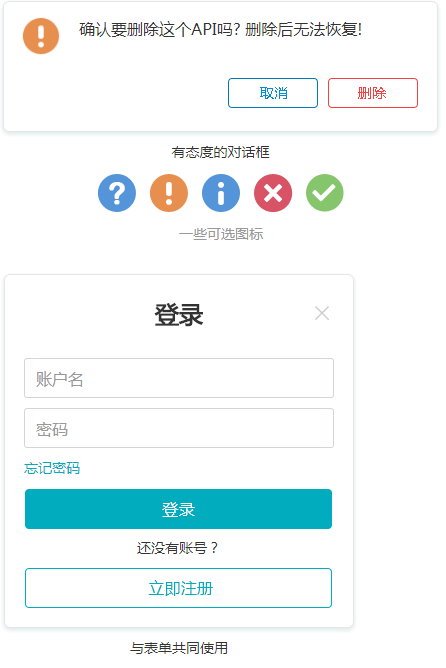 确认要删除这个API吗? 删除后无法恢复!
取消 删除
有态度的对话框
一些可选图标
登录
账户名
密码
忘记密码
登录
还没有账号？
立即注册
与表单共同使用